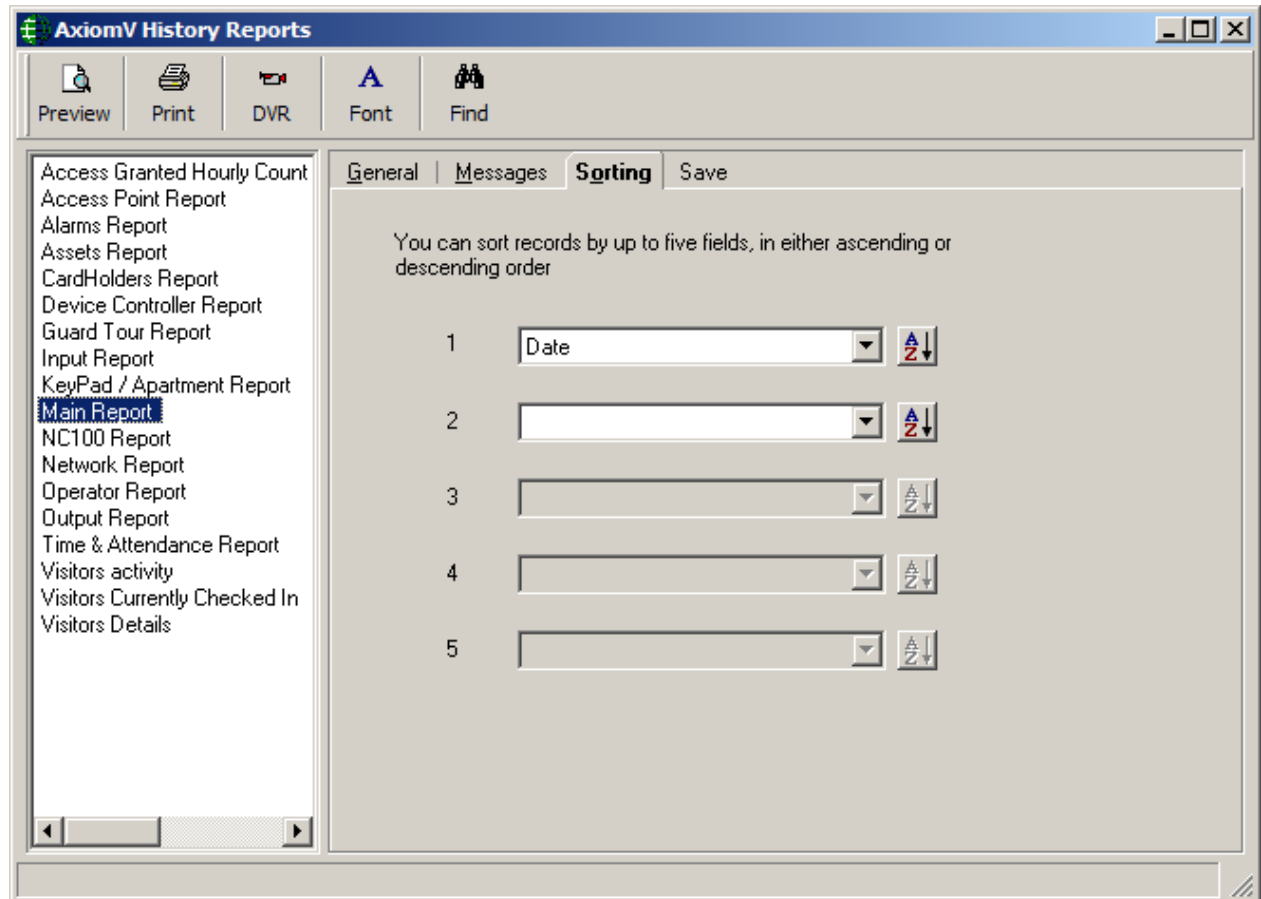 AxiomV History Reports
Preview Print DVR Font Find
Access Granted Hourly Count
Access Point Report
Alarms Report
Assets Report
CardHolders Report
Device Controller Report
Guard Tour Report
Input Report
KeyPad / Apartment Report
Main Report
NC100 Report
Network Report
Operator Report
Output Report
Time & Attendance Report
Visitors activity
Visitors Currently Checked In
Visitors Details
General Messages Sorting Save
You can sort records by up to five fields, in either ascending or
descending order
1 Date
2
3
4
5